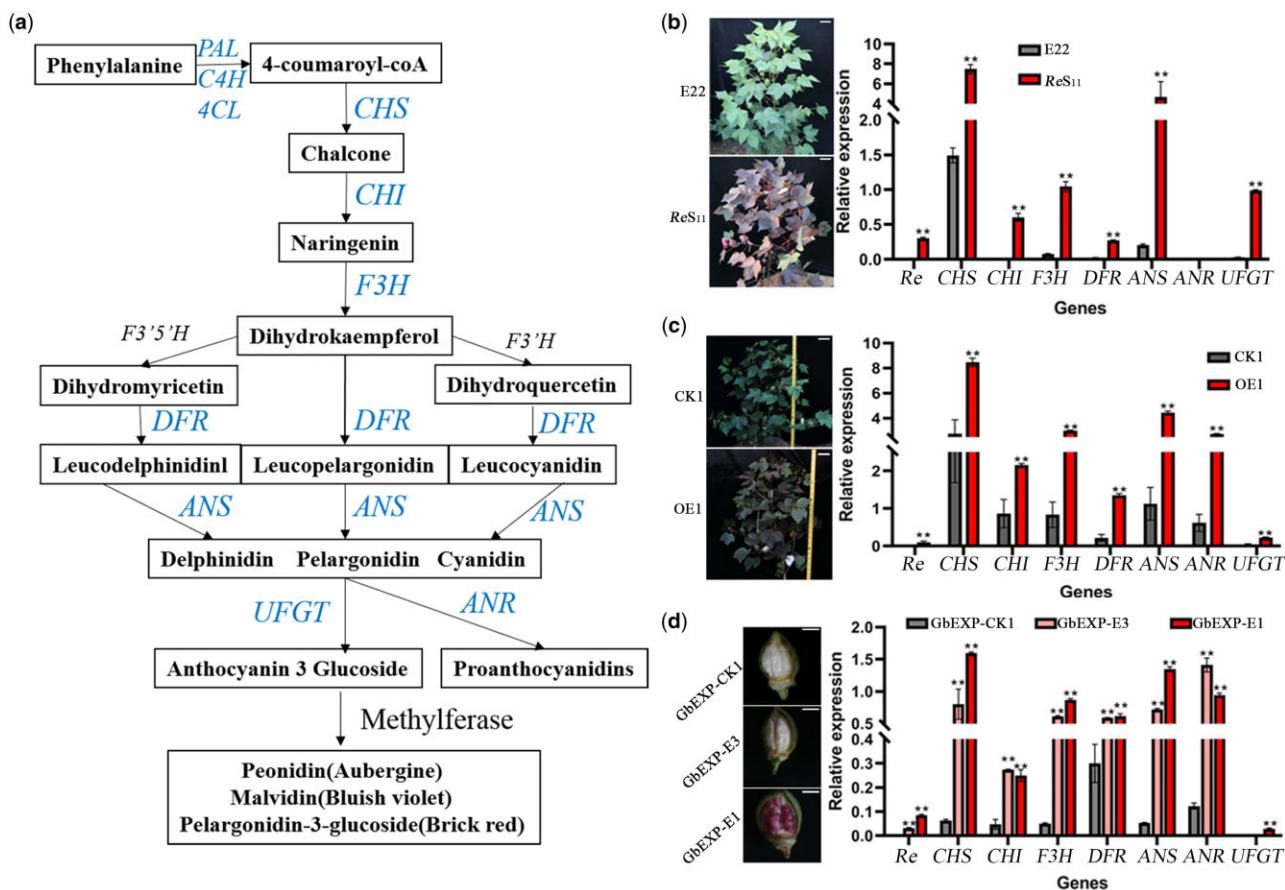 (a)
Phenylalanine
PAL
C4H
4CL
4-coumaroyl-coA
CHS
Chalcone
CHI
Naringenin
F3H
F3’5’H
Dihydrokaempferol
F3’H
Dihydromyricetin
Dihydroquercetin
DFR DFR DFR
Leucodelphinidinl Leucopelargonidin Leucocyanidin
ANS ANS ANS
Delphinidin Pelargonidin Cyanidin
UFGT ANR
Anthocyanin 3 Glucoside Proanthocyanidins
Methylferase
Peonidin(Aubergine)
Malvidin(Bluish violet)
Pelargonidin-3-glucoside(Brick red)
(b)
E22
ReS11
Relative expression
10
8
6
4
2.0
1.5
1.0
0.5
0.0
E22
ReS11
** ** ** ** ** ** **
Re CHS CHI F3H DFR ANS ANR UFGT
Genes
(c)
CK1
OE1
Relative expression
10
8
6
4
2
1
0
CK1
OE1
** ** ** ** ** ** ** **
Re CHS CHI F3H DFR ANS ANR UFGT
Genes
(d)
GbEXP-CK1
GbEXP-E3
GbEXP-E1
Relative expression
2.0
1.5
1.0
0.5
0.4
0.3
0.2
0.1
0.0
GbEXP-CK1 GbEXP-E3 GbEXP-E1
** ** ** ** ** ** ** ** ** ** ** ** ** ** **
Re CHS CHI F3H DFR ANS ANR UFGT
Genes